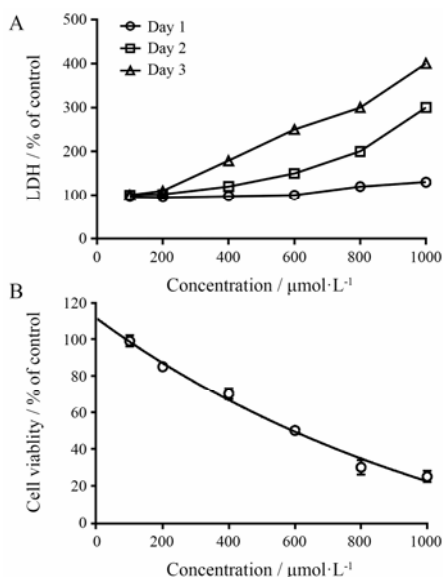 A
Day 1
Day 2
Day 3
500
400
300
200
100
0
LDH / % of control
0 200 400 600 800 1000
Concentration / μmol·L⁻¹
B
120
100
80
60
40
20
0
Cell viablity / % of control
0 200 400 600 800 1000
Concentration / μmol·L⁻¹